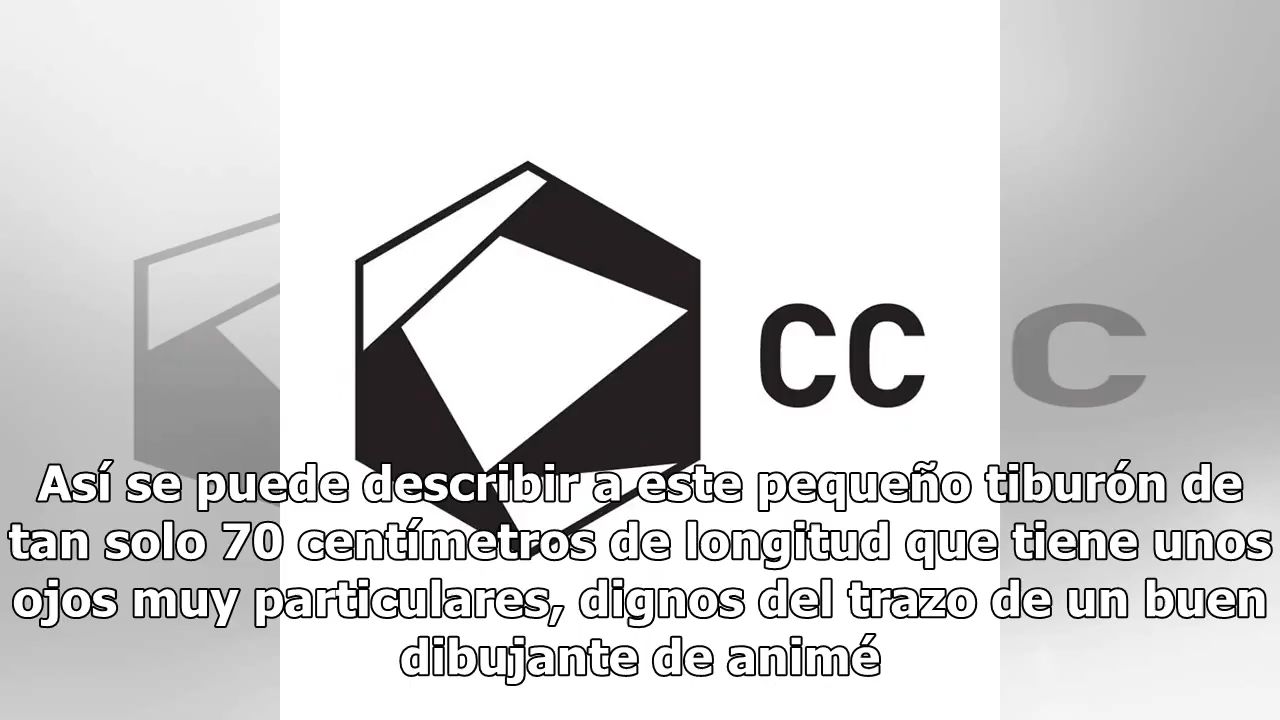 CC
C
Así se puede describir a este pequeño tiburón de
tan solo 70 centímetros de longitud que tiene unos
ojos muy particulares, dignos del trazo de un buen
dibujante de animé